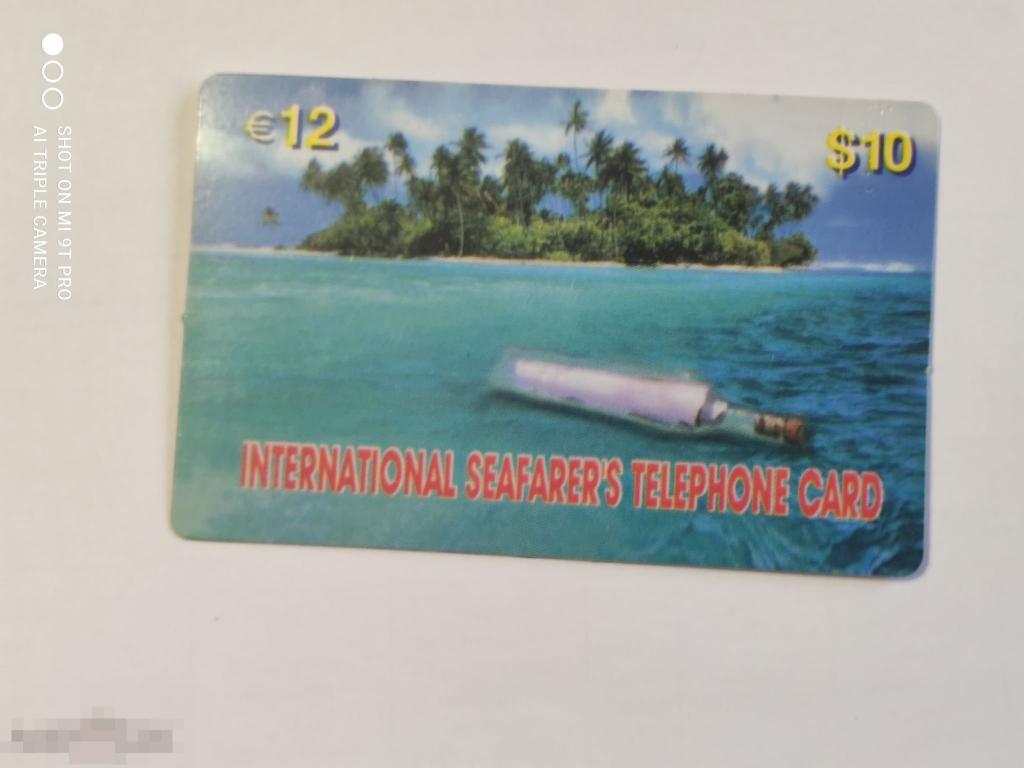 €12
$10
INTERNATIONAL SEAFARER'S TELEPHONE CARD
SHOT ON MI 9T PRO
AI TRIPLE CAMERA